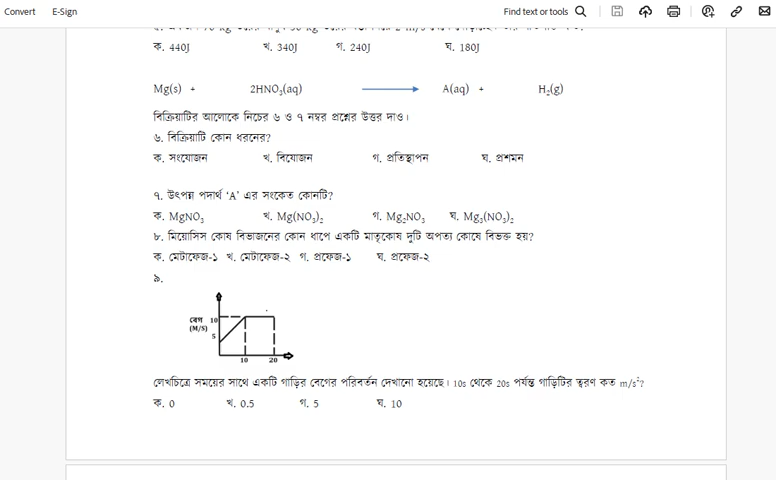 Convert E-Sign Find text or tools
ক. 440J খ. 340J গ. 240J ঘ. 180J
Mg(s) + 2HNO₃(aq) ⟶ A(aq) + H₂(g)
বিক্রিয়াটির আলোকে নিচের ৬ ও ৭ নম্বর প্রশ্নের উত্তর দাও।
৬. বিক্রিয়াটি কোন ধরনের?
ক. সংযোজন খ. বিযোজন গ. প্রতিস্থাপন ঘ. প্রশমন
৭. উৎপন্ন পদার্থ ‘A’ এর সংকেত কোনটি?
ক. MgNO₃ খ. Mg(NO₃)₂ গ. Mg₂NO₃ ঘ. Mg₃(NO₃)₂
৮. মিয়োসিস কোষ বিভাজনের কোন ধাপে একটি মাতৃকোষ দুটি অপত্য কোষে বিভক্ত হয়?
ক. মেটাফেজ-১ খ. মেটাফেজ-২ গ. প্রফেজ-১ ঘ. প্রফেজ-২
৯.
বেগ 10
(M/S)
5
10 20
লেখচিত্রে সময়ের সাথে একটি গাড়ির বেগের পরিবর্তন দেখানো হয়েছে। 10s থেকে 20s পর্যন্ত গাড়িটির ত্বরণ কত m/s²?
ক. 0 খ. 0.5 গ. 5 ঘ. 10